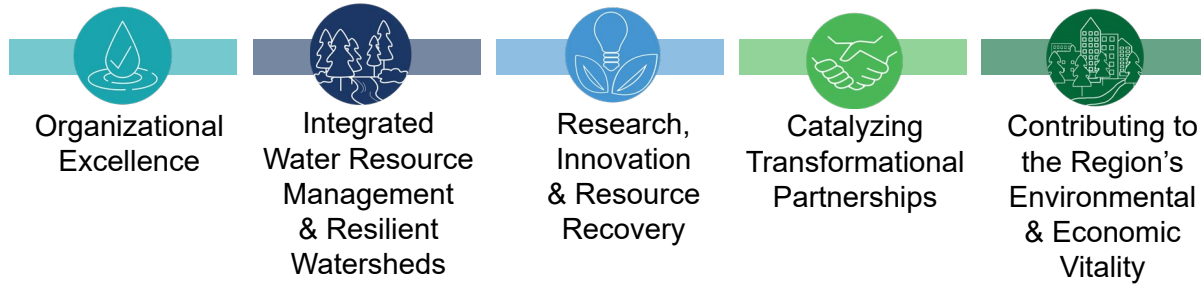 Organizational
Excellence
Integrated
Water Resource
Management
& Resilient
Watersheds
Research,
Innovation
& Resource
Recovery
Catalyzing
Transformational
Partnerships
Contributing to
the Region’s
Environmental
& Economic
Vitality